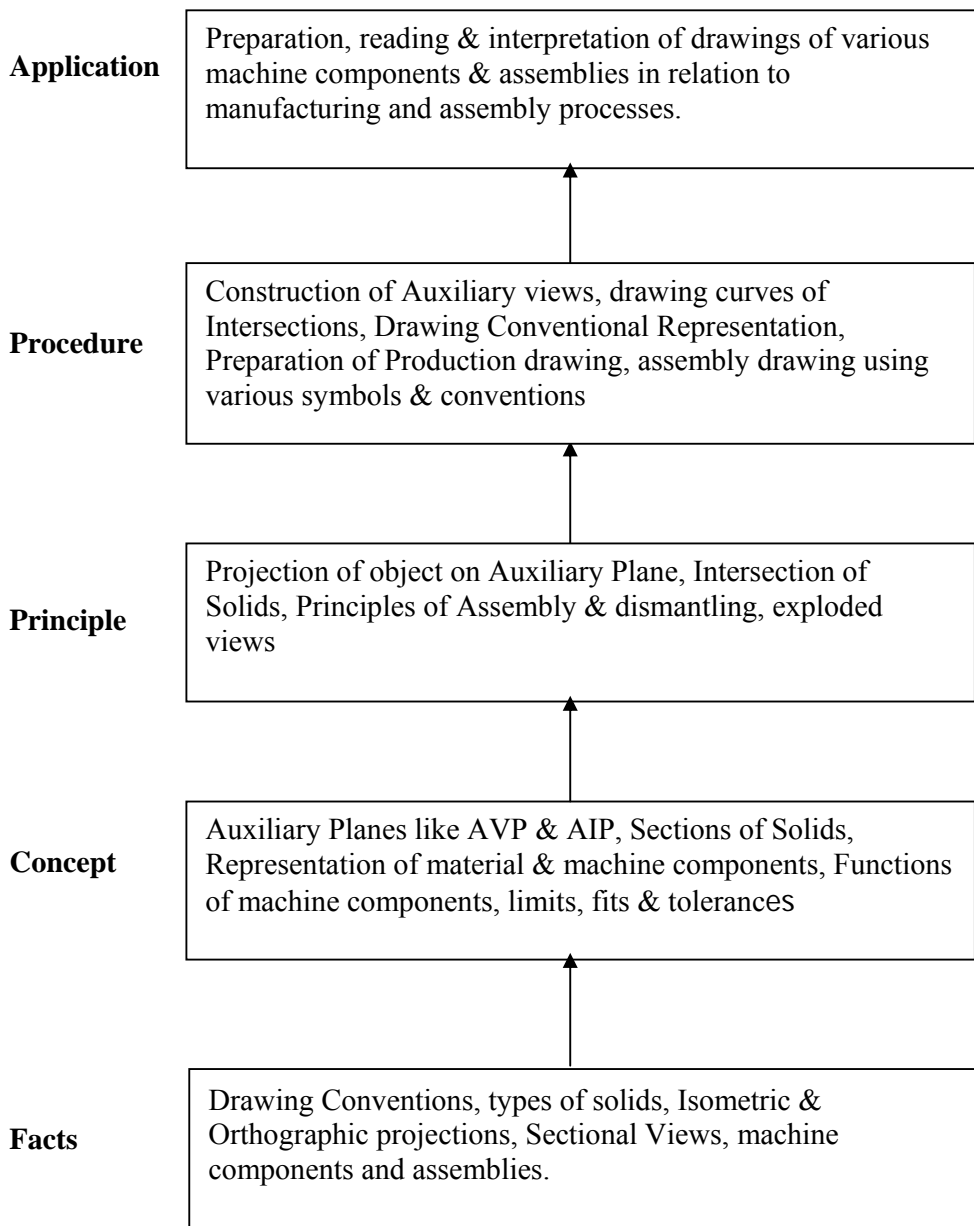 Application
Preparation, reading & interpretation of drawings of various
machine components & assemblies in relation to
manufacturing and assembly processes.
Procedure
Construction of Auxiliary views, drawing curves of
Intersections, Drawing Conventional Representation,
Preparation of Production drawing, assembly drawing using
various symbols & conventions
Principle
Projection of object on Auxiliary Plane, Intersection of
Solids, Principles of Assembly & dismantling, exploded
views
Concept
Auxiliary Planes like AVP & AIP, Sections of Solids,
Representation of material & machine components, Functions
of machine components, limits, fits & tolerances
Facts
Drawing Conventions, types of solids, Isometric &
Orthographic projections, Sectional Views, machine
components and assemblies.